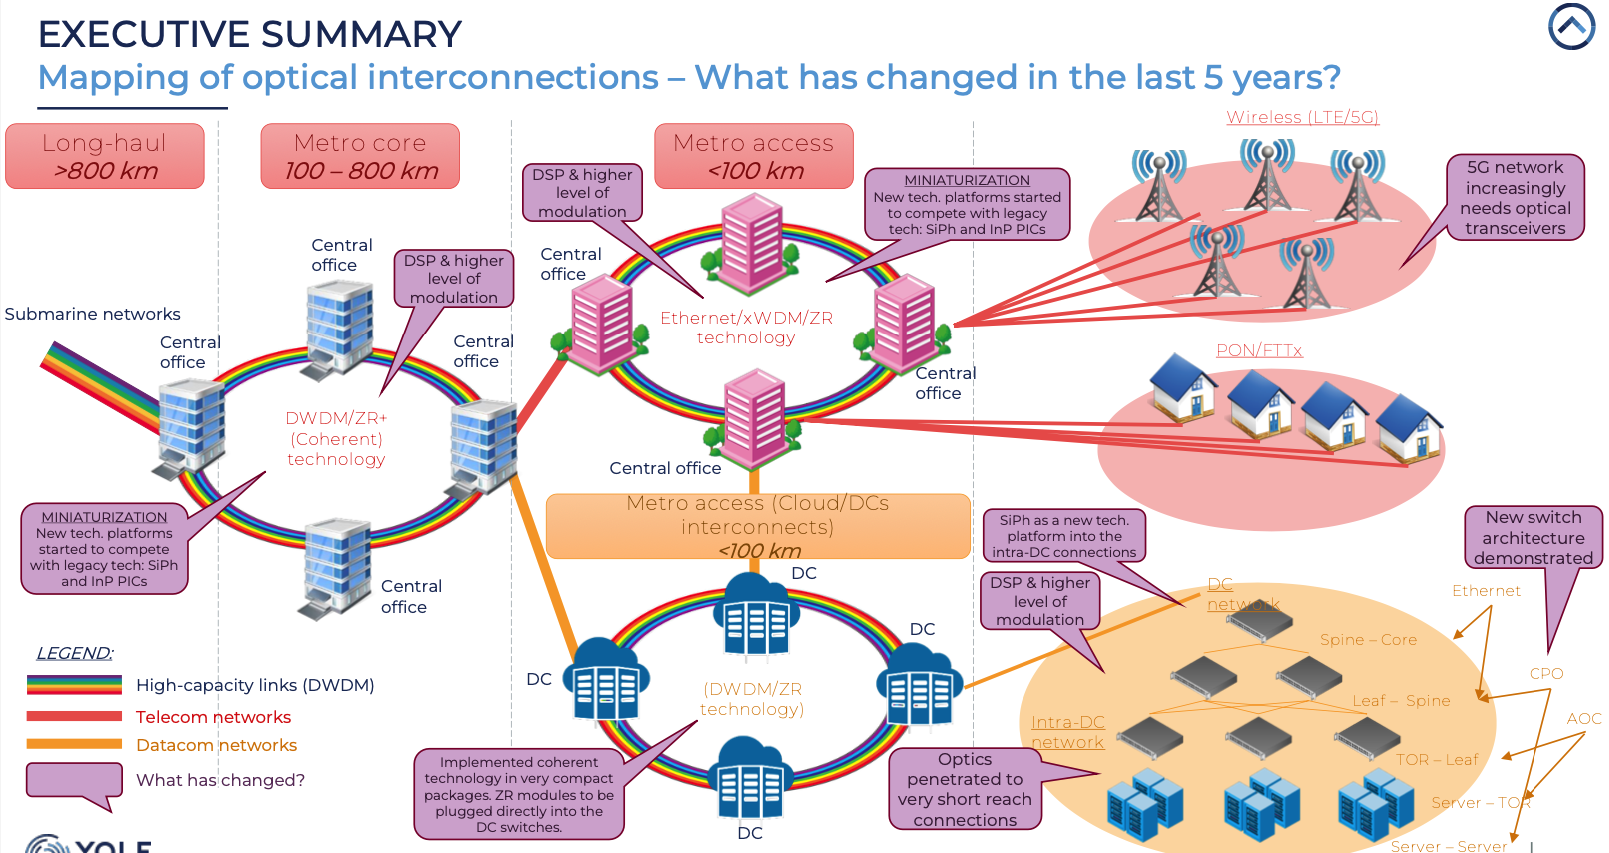 EXECUTIVE SUMMARY
Mapping of optical interconnections – What has changed in the last 5 years?
Long-haul
>800 km
Metro core
100 – 800 km
Metro access
<100 km
Wireless (LTE/5G)
DSP & higher
level of
modulation
MINIATURIZATION
New tech. platforms started
to compete with legacy
tech: SiPh and InP PICs
5G network
increasingly
needs optical
transceivers
Central
office
DSP & higher
level of
modulation
Central
office
Submarine networks
Central
office
Central
office
Ethernet/xWDM/ZR
technology
PON/FTTx
Central
office
DWDM/ZR+
(Coherent)
technology
Central office
MINIATURIZATION
New tech. platforms
started to compete
with legacy tech: SiPh
and InP PICs
Central
office
Metro access (Cloud/DCs
interconnects)
<100 km
SiPh as a new tech.
platform into the
intra-DC connections
New switch
architecture
demonstrated
DSP & higher
level of
modulation
DC
DC
DC
DC
(DWDM/ZR
technology)
DC
network
Ethernet
Spine – Core
CPO
Leaf – Spine
AOC
Intra-DC
network
TOR – Leaf
Server – TOR
Server – Server
Implemented coherent
technology in very compact
packages. ZR modules to be
plugged directly into the
DC switches.
Optics
penetrated to
very short reach
connections
LEGEND:
High-capacity links (DWDM)
Telecom networks
Datacom networks
What has changed?
YOLE